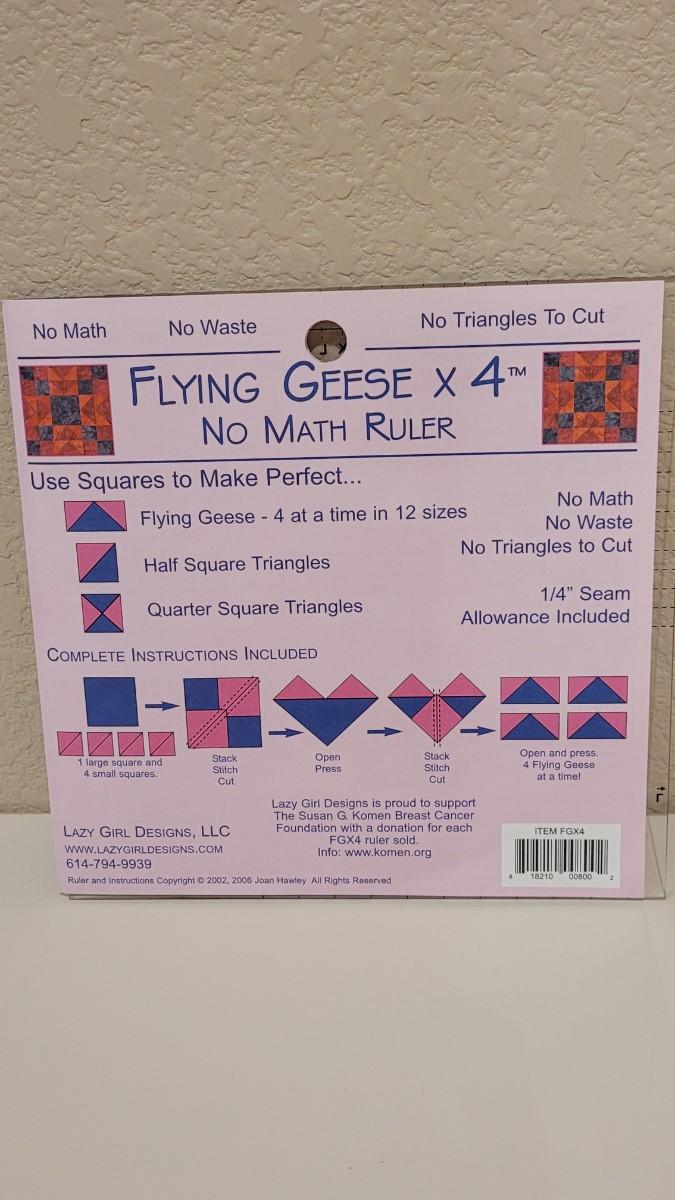 No Math No Waste No Triangles To Cut
FLYING GEESE X 4™
NO MATH RULER
Use Squares to Make Perfect...
Flying Geese - 4 at a time in 12 sizes
Half Square Triangles
Quarter Square Triangles
No Math
No Waste
No Triangles to Cut
1/4" Seam
Allowance Included
COMPLETE INSTRUCTIONS INCLUDED
1 large square and
4 small squares.
Stack
Stitch
Cut
Open
Press
Stack
Stitch
Cut
Open and press.
4 Flying Geese
at a time!
Lazy Girl Designs is proud to support
The Susan G. Komen Breast Cancer
Foundation with a donation for each
FGX4 ruler sold.
Info: www.komen.org
LAZY GIRL DESIGNS, LLC
WWW.LAZYGIRLDESIGNS.COM
614-794-9939
Ruler and Instructions Copyright © 2002, 2006 Joan Hawley All Rights Reserved
ITEM FGX4
8 18210 00800 2